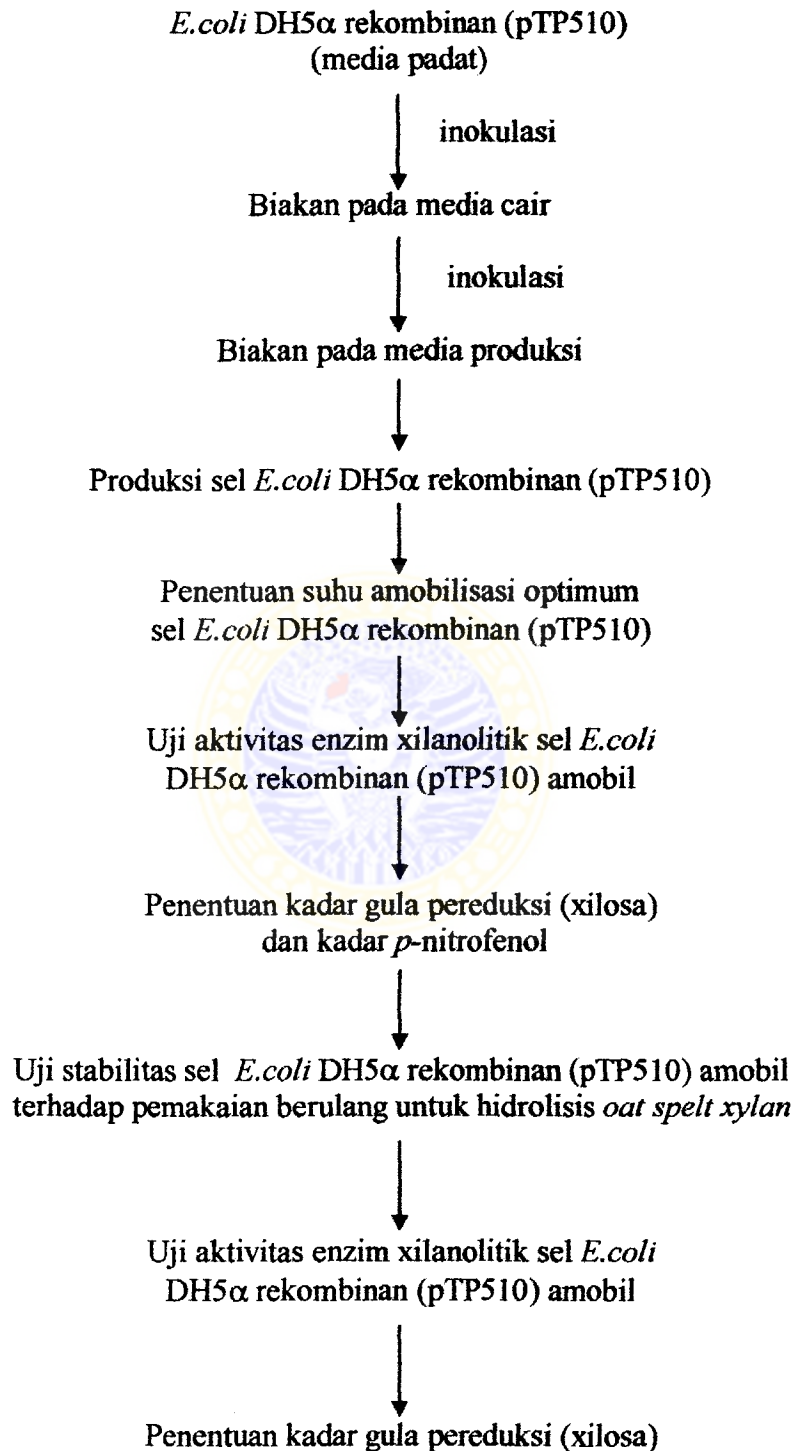 E.coli DH5α rekombinan (pTP510)
(media padat)
inokulasi
Biakan pada media cair
inokulasi
Biakan pada media produksi
Produksi sel E.coli DH5α rekombinan (pTP510)
Penentuan suhu amobilisasi optimum
sel E.coli DH5α rekombinan (pTP510)
Uji aktivitas enzim xilanolitik sel E.coli
DH5α rekombinan (pTP510) amobil
Penentuan kadar gula pereduksi (xilosa)
dan kadar p-nitrofenol
Uji stabilitas sel E.coli DH5α rekombinan (pTP510) amobil
terhadap pemakaian berulang untuk hidrolisis oat spelt xylan
Uji aktivitas enzim xilanolitik sel E.coli
DH5α rekombinan (pTP510) amobil
Penentuan kadar gula pereduksi (xilosa)